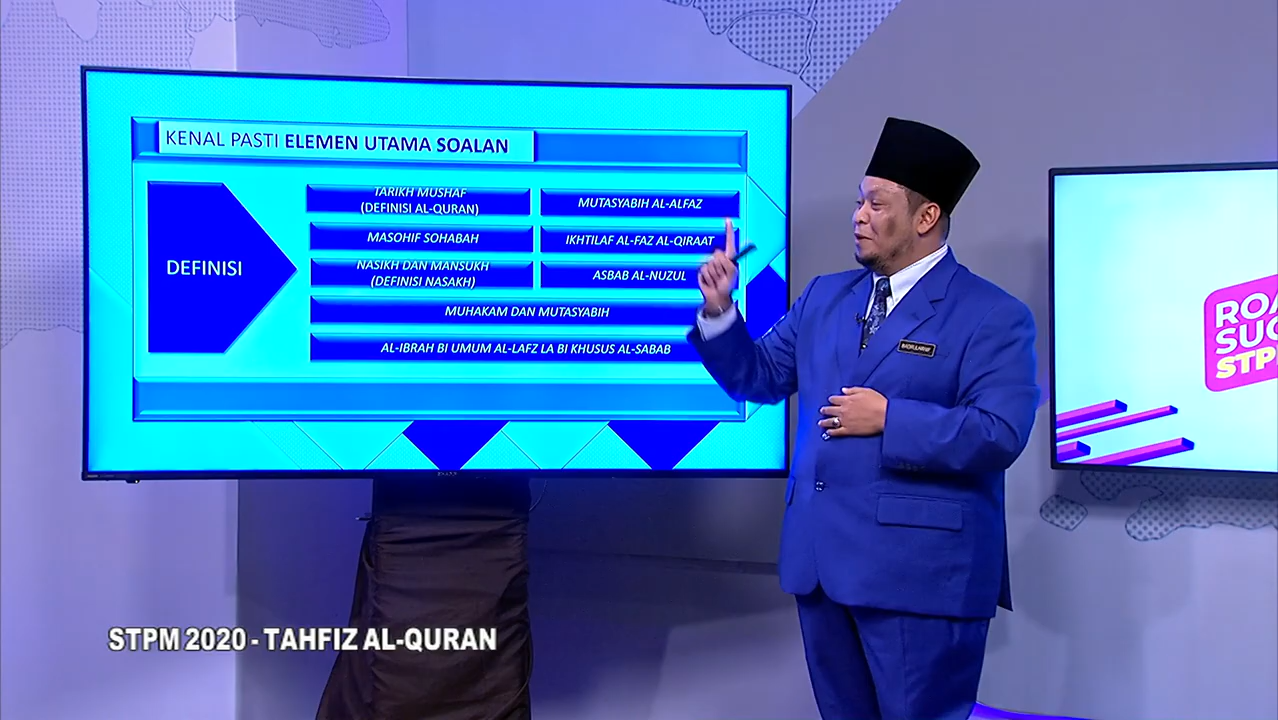 KENAL PASTI ELEMEN UTAMA SOALAN
DEFINISI
TARIKH MUSHAF
(DEFINISI AL-QURAN)
MUTASYABIH AL-ALFAZ
MASOHIF SOHABAH
IKHTILAF AL-FAZ AL-QIRAAT
NASIKH DAN MANSUKH
(DEFINISI NASAKH)
ASBAB AL-NUZUL
MUHAKAM DAN MUTASYABIH
AL-IBRAH BI UMUM AL-LAFZ LA BI KHUSUS AL-SABAB
STPM 2020 - TAHFIZ AL-QURAN